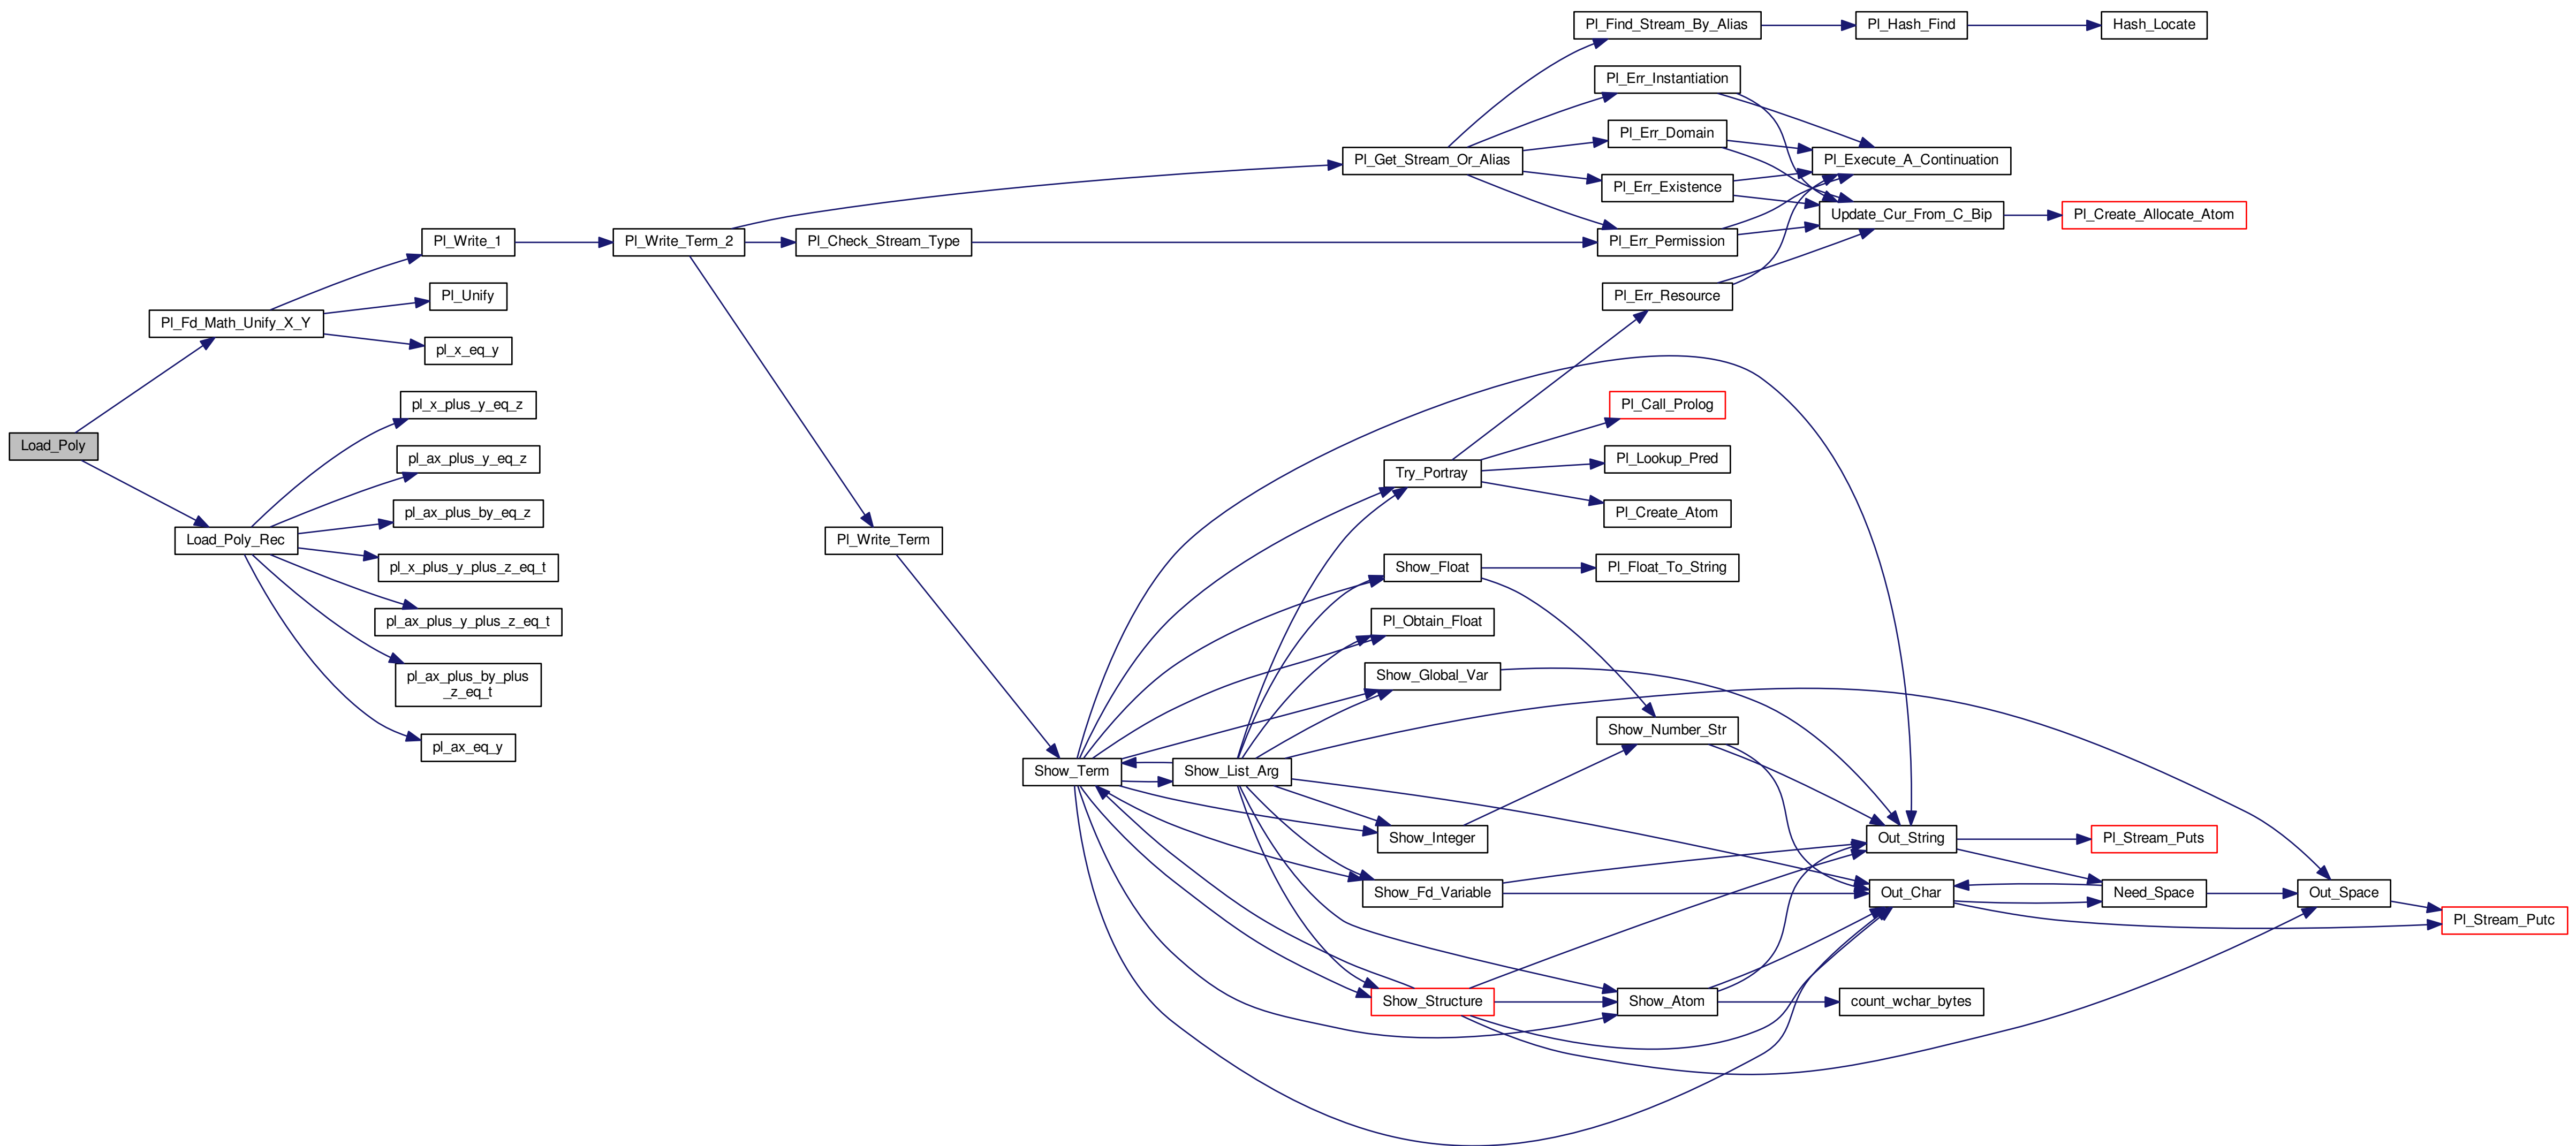 Load_Poly
Pl_Fd_Math_Unify_X_Y
Load_Poly_Rec
Pl_Write_1
Pl_Unify
pl_x_eq_y
pl_x_plus_y_eq_z
pl_ax_plus_y_eq_z
pl_ax_plus_by_eq_z
pl_x_plus_y_plus_z_eq_t
pl_ax_plus_y_plus_z_eq_t
pl_ax_plus_by_plus
_z_eq_t
pl_ax_eq_y
Pl_Write_Term_2
Pl_Check_Stream_Type
Pl_Write_Term
Show_Term
Show_List_Arg
Pl_Get_Stream_Or_Alias
Try_Portray
Show_Float
Pl_Obtain_Float
Show_Global_Var
Show_Integer
Show_Fd_Variable
Show_Structure
Pl_Find_Stream_By_Alias
Pl_Err_Instantiation
Pl_Err_Domain
Pl_Err_Existence
Pl_Err_Permission
Pl_Err_Resource
Pl_Call_Prolog
Pl_Lookup_Pred
Pl_Create_Atom
Pl_Float_To_String
Show_Number_Str
Show_Atom
Pl_Hash_Find
Pl_Execute_A_Continuation
Update_Cur_From_C_Bip
Out_String
Out_Char
count_wchar_bytes
Hash_Locate
Pl_Create_Allocate_Atom
Pl_Stream_Puts
Need_Space
Out_Space
Pl_Stream_Putc